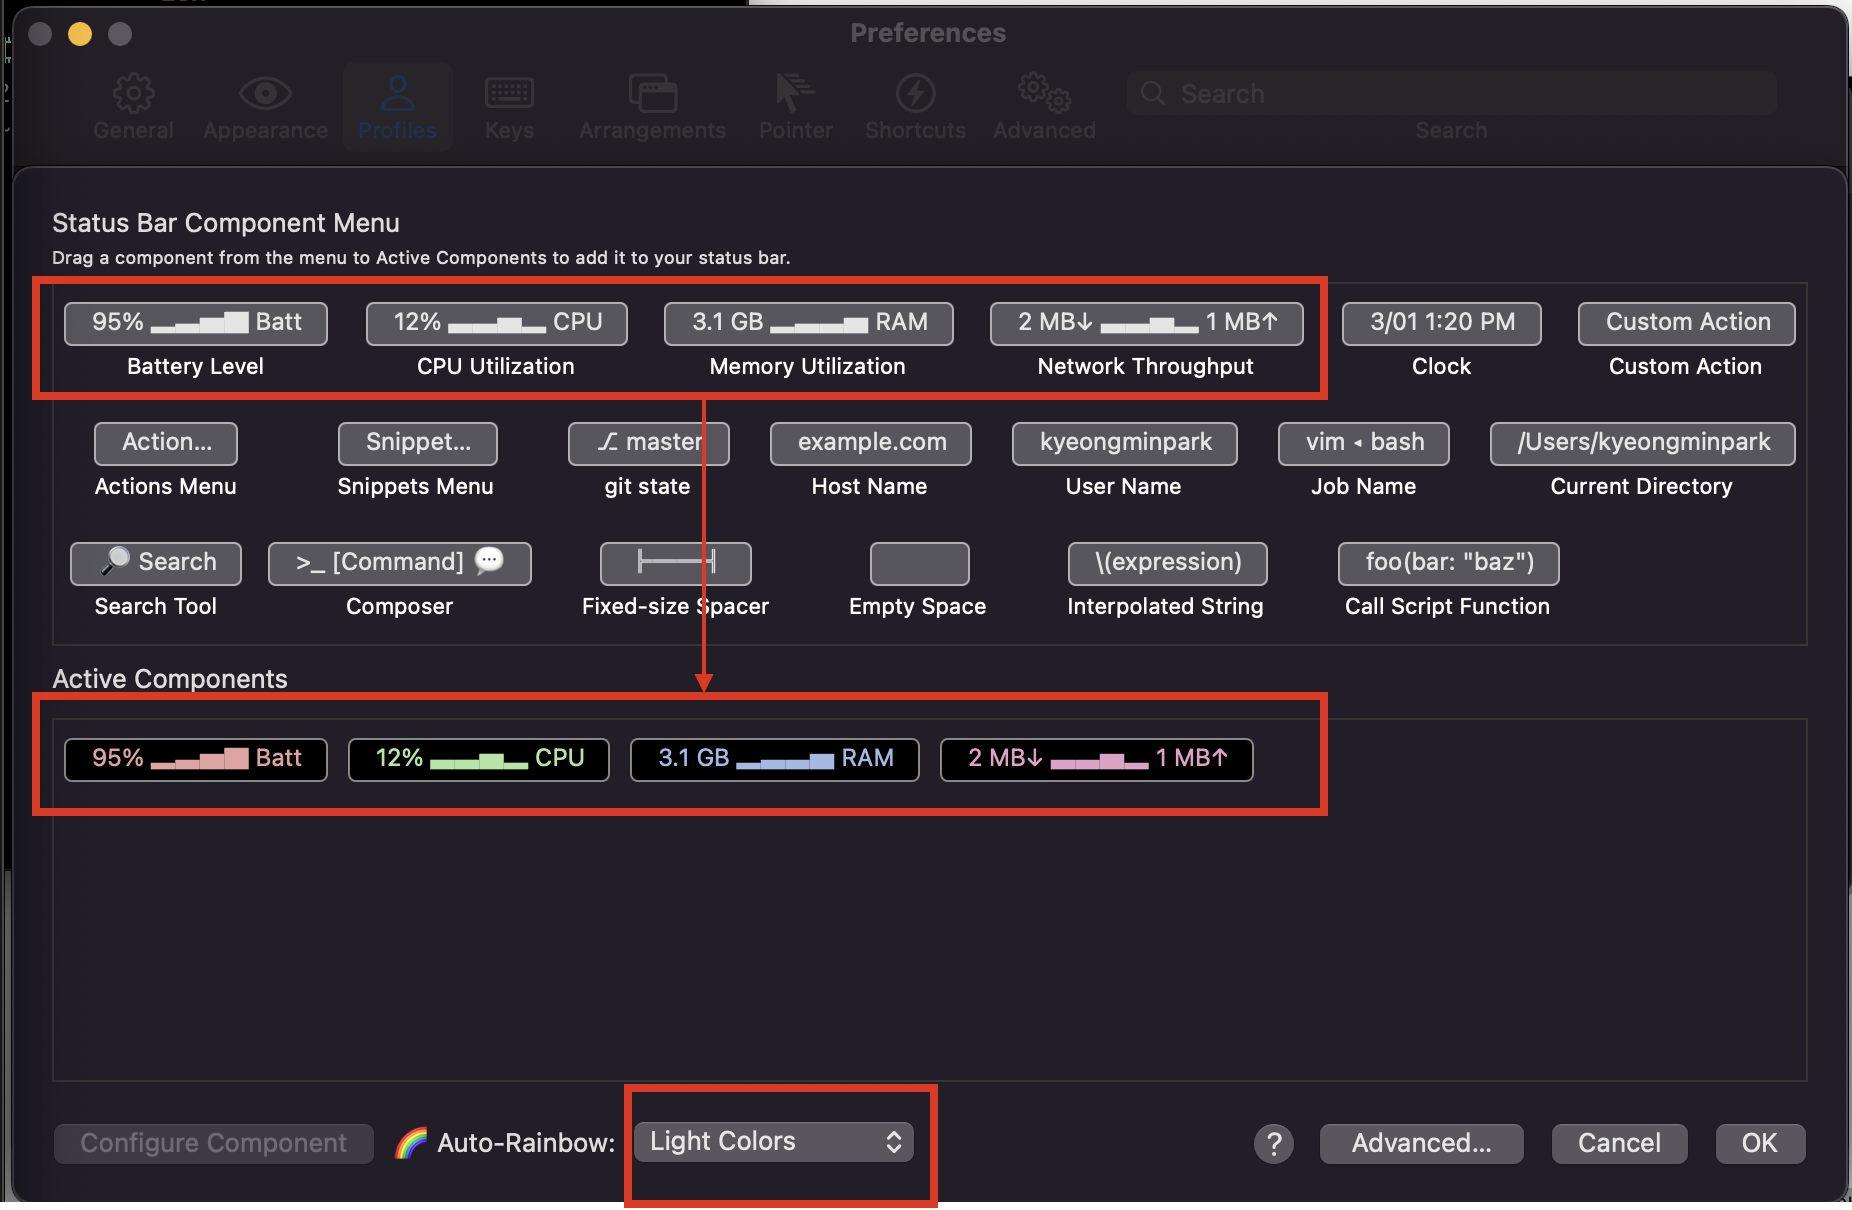 Preferences
General Appearance Profiles Keys Arrangements Pointer Shortcuts Advanced Search
Search
Status Bar Component Menu
Drag a component from the menu to Active Components to add it to your status bar.
95% Batt 12% CPU 3.1 GB RAM 2 MB↓ 1 MB↑ 3/01 1:20 PM Custom Action
Battery Level CPU Utilization Memory Utilization Network Throughput Clock Custom Action
Action... Snippet... master example.com kyeongminpark vim ◂ bash /Users/kyeongminpark
Actions Menu Snippets Menu git state Host Name User Name Job Name Current Directory
Search >_ [Command] \(expression) foo(bar: "baz")
Search Tool Composer Fixed-size Spacer Empty Space Interpolated String Call Script Function
Active Components
95% Batt 12% CPU 3.1 GB RAM 2 MB↓ 1 MB↑
Configure Component Auto-Rainbow: Light Colors ? Advanced... Cancel OK